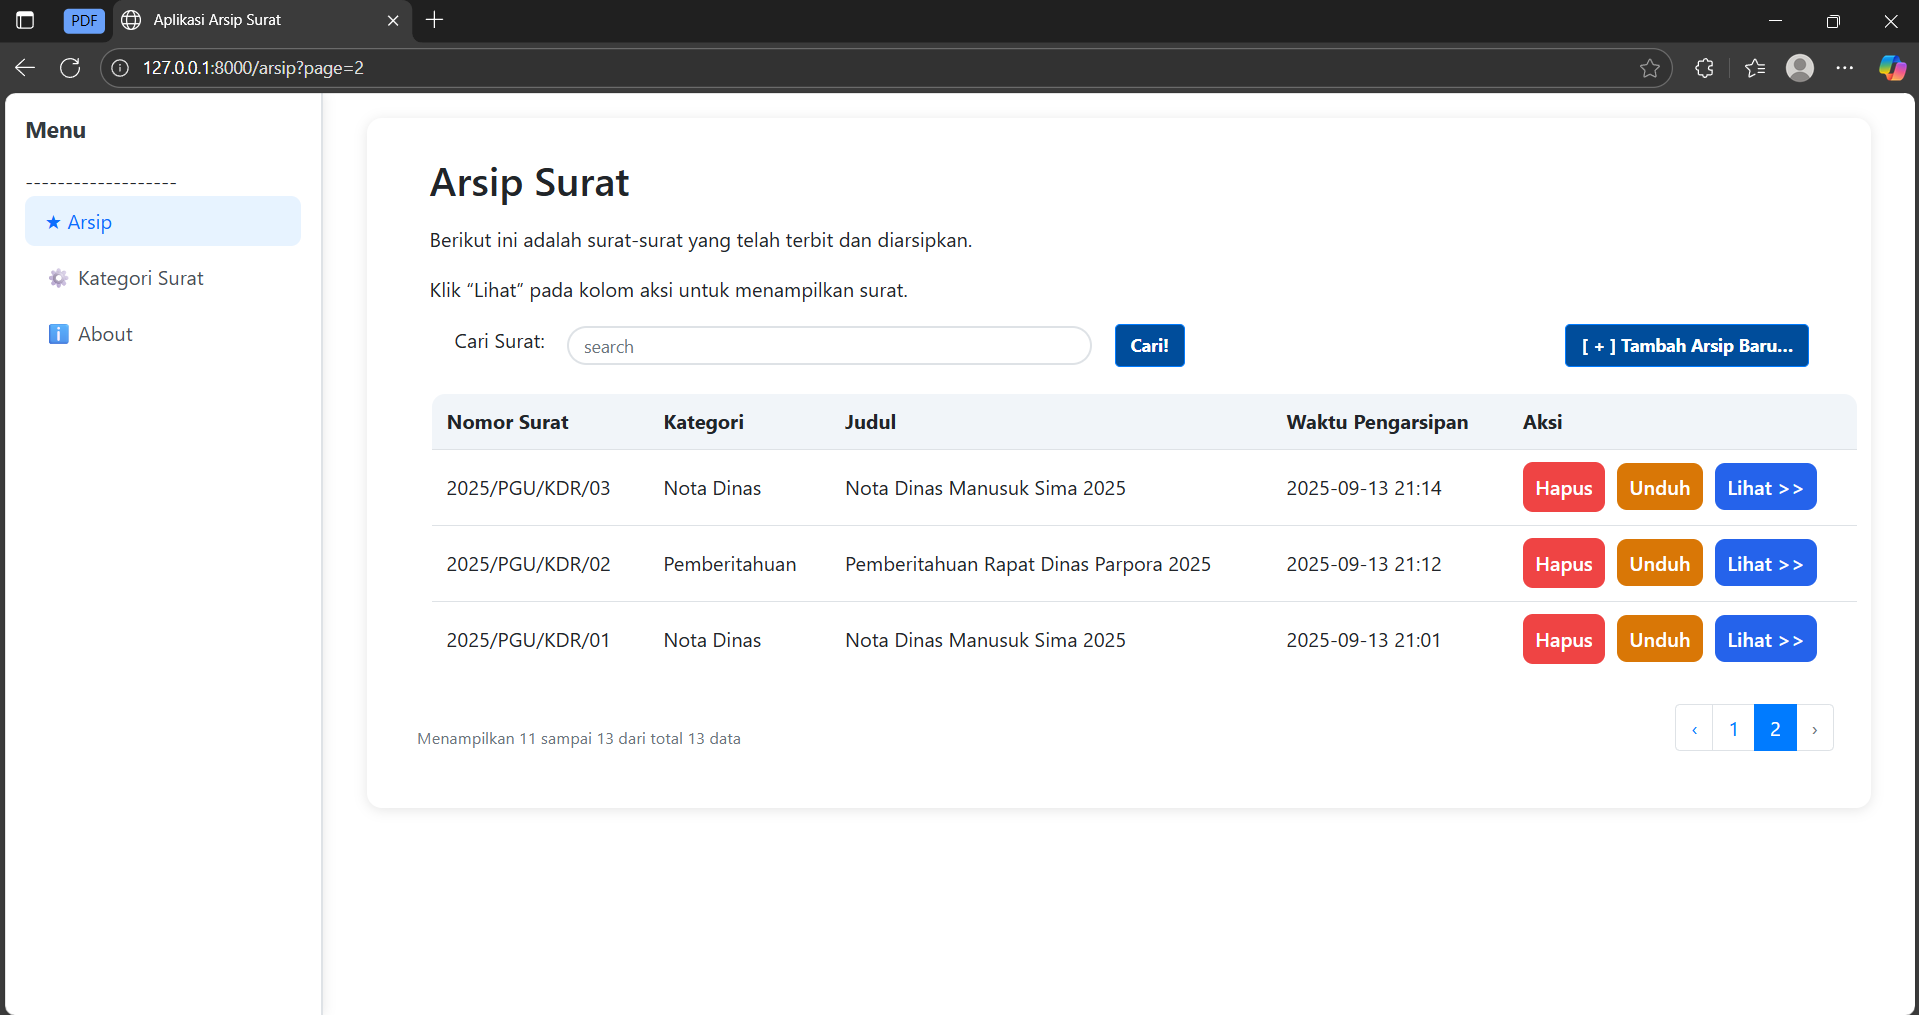 PDF
Aplikasi Arsip Surat
127.0.0.1:8000/arsip?page=2
Menu
-------------------
★ Arsip
Kategori Surat
About
Arsip Surat
Berikut ini adalah surat-surat yang telah terbit dan diarsipkan.
Klik “Lihat” pada kolom aksi untuk menampilkan surat.
Cari Surat: search Cari! [ + ] Tambah Arsip Baru...
Nomor Surat Kategori Judul Waktu Pengarsipan Aksi
2025/PGU/KDR/03 Nota Dinas Nota Dinas Manusuk Sima 2025 2025-09-13 21:14 Hapus Unduh Lihat >>
2025/PGU/KDR/02 Pemberitahuan Pemberitahuan Rapat Dinas Parpora 2025 2025-09-13 21:12 Hapus Unduh Lihat >>
2025/PGU/KDR/01 Nota Dinas Nota Dinas Manusuk Sima 2025 2025-09-13 21:01 Hapus Unduh Lihat >>
Menampilkan 11 sampai 13 dari total 13 data
‹ 1 2 ›